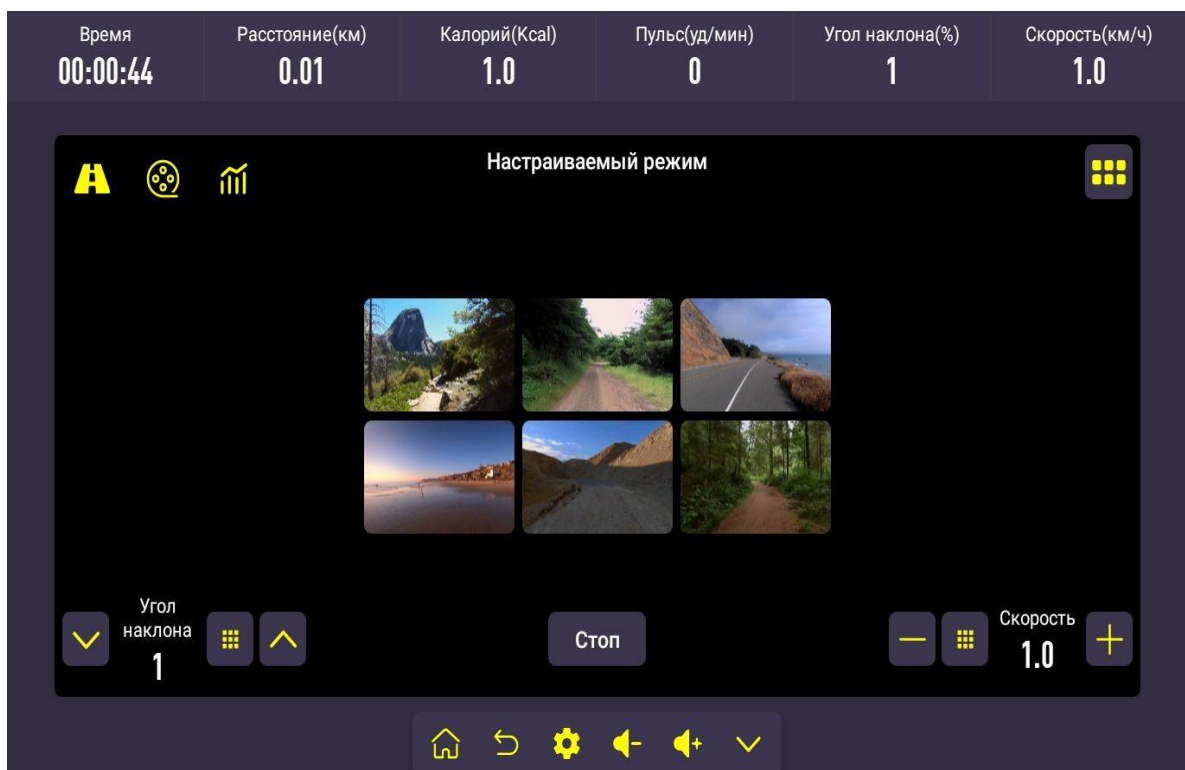 Время
Расстояние(км)
Калорий(Kcal)
Пульс(уд/мин)
Угол наклона(%)
Скорость(км/ч)
00:00:44
0.01
1.0
0
1
1.0
Настраиваемый режим
Угол
наклона
1
Стоп
Скорость
1.0